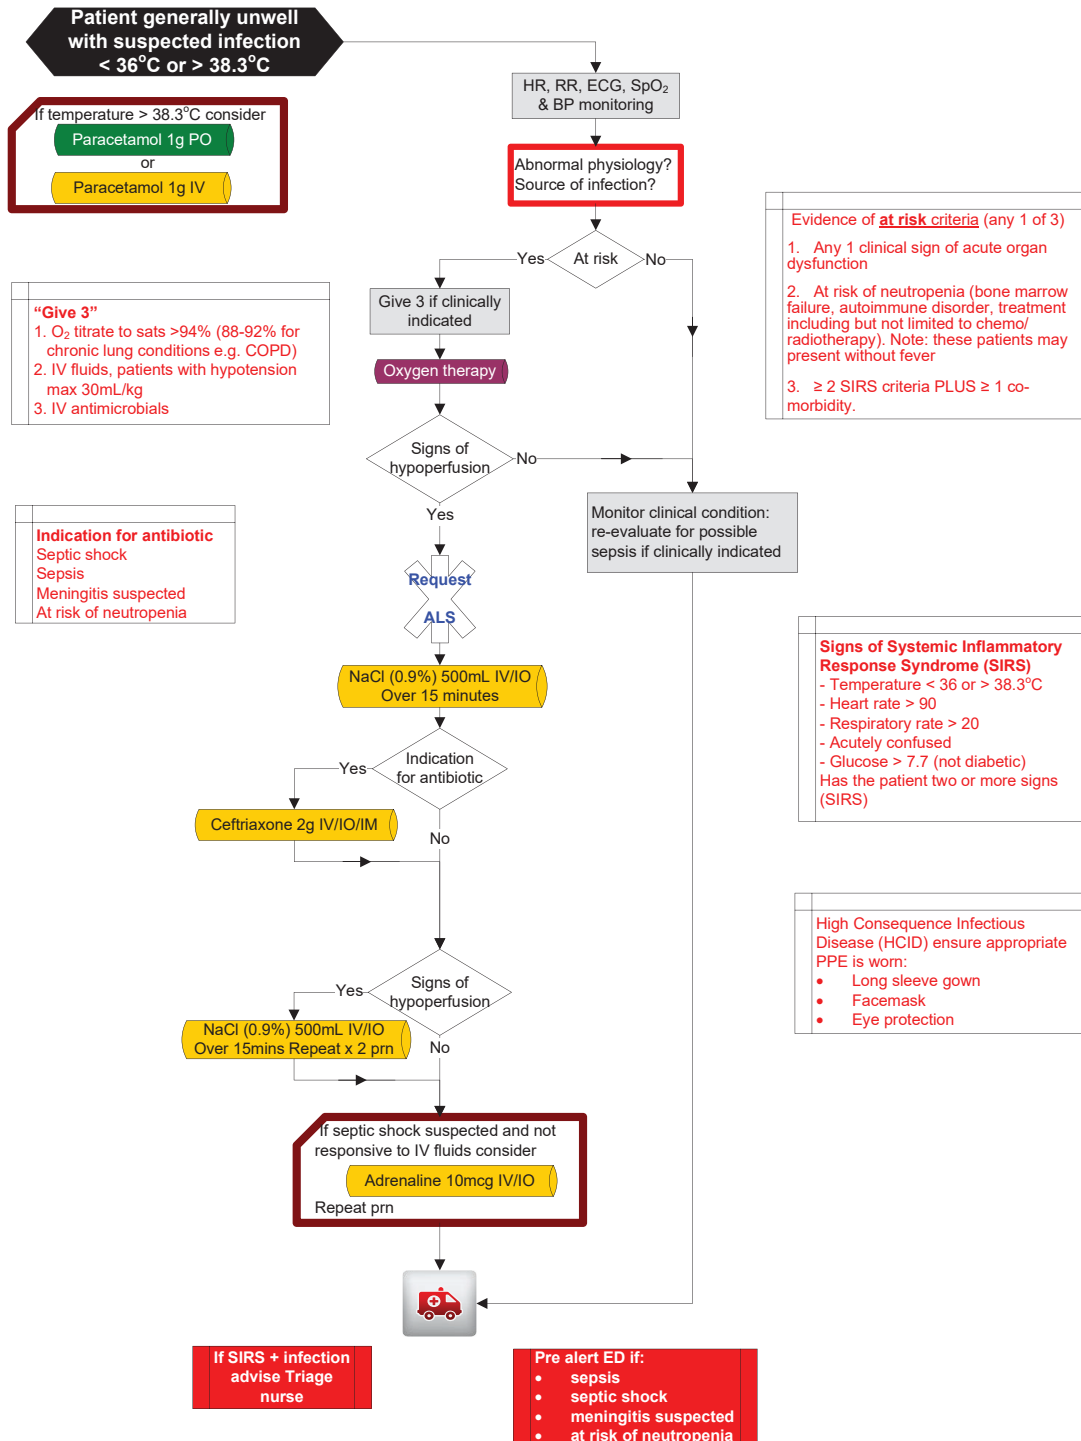 Patient generally unwell
with suspected infection
< 36°C or > 38.3°C
HR, RR, ECG, SpO₂
& BP monitoring
If temperature > 38.3°C consider
Paracetamol 1g PO
or
Paracetamol 1g IV
Abnormal physiology?
Source of infection?
Evidence of at risk criteria (any 1 of 3)
1. Any 1 clinical sign of acute organ
dysfunction
2. At risk of neutropenia (bone marrow
failure, autoimmune disorder, treatment
including but not limited to chemo/
radiotherapy). Note: these patients may
present without fever
3. ≥ 2 SIRS criteria PLUS ≥ 1 co-
morbidity.
Yes
At risk
No
Give 3 if clinically
indicated
Oxygen therapy
"Give 3"
1. O₂ titrate to sats >94% (88-92% for
chronic lung conditions e.g. COPD)
2. IV fluids, patients with hypotension
max 30mL/kg
3. IV antimicrobials
Signs of
hypoperfusion
No
Yes
Monitor clinical condition:
re-evaluate for possible
sepsis if clinically indicated
Indication for antibiotic
Septic shock
Sepsis
Meningitis suspected
At risk of neutropenia
Request
ALS
NaCl (0.9%) 500mL IV/IO
Over 15 minutes
Signs of Systemic Inflammatory
Response Syndrome (SIRS)
- Temperature < 36 or > 38.3°C
- Heart rate > 90
- Respiratory rate > 20
- Acutely confused
- Glucose > 7.7 (not diabetic)
Has the patient two or more signs
(SIRS)
Yes
Indication
for antibiotic
No
Ceftriaxone 2g IV/IO/IM
High Consequence Infectious
Disease (HCID) ensure appropriate
PPE is worn:
• Long sleeve gown
• Facemask
• Eye protection
Yes
Signs of
hypoperfusion
No
NaCl (0.9%) 500mL IV/IO
Over 15mins Repeat x 2 prn
If septic shock suspected and not
responsive to IV fluids consider
Adrenaline 10mcg IV/IO
Repeat prn
If SIRS + infection
advise Triage
nurse
Pre alert ED if:
• sepsis
• septic shock
• meningitis suspected
• at risk of neutropenia